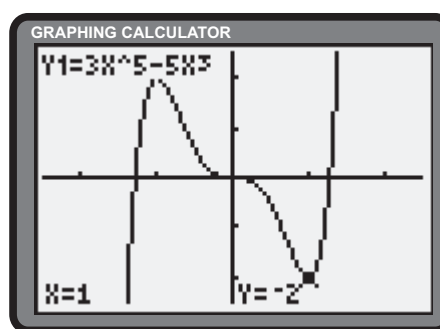 GRAPHING CALCULATOR
Y1=3X^5-5X³
X=1 Y=⁻2